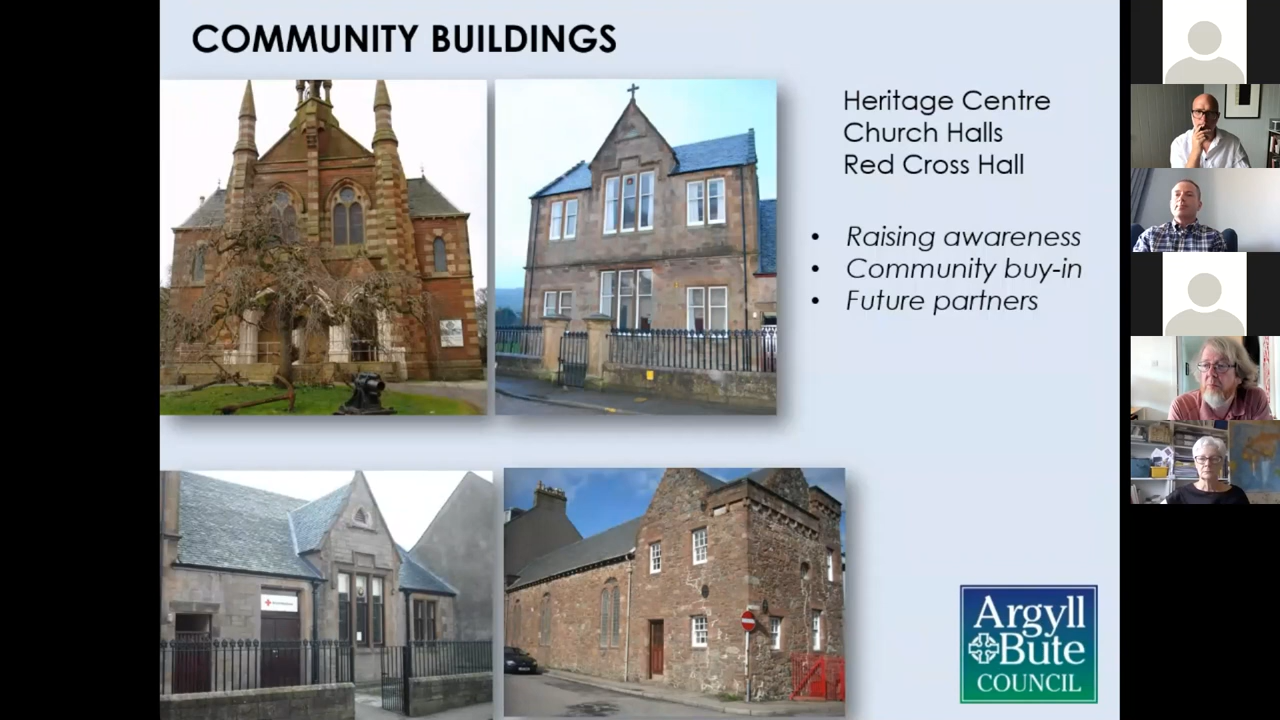 COMMUNITY BUILDINGS
Heritage Centre
Church Halls
Red Cross Hall
• Raising awareness
• Community buy-in
• Future partners
Argyll
&Bute
COUNCIL